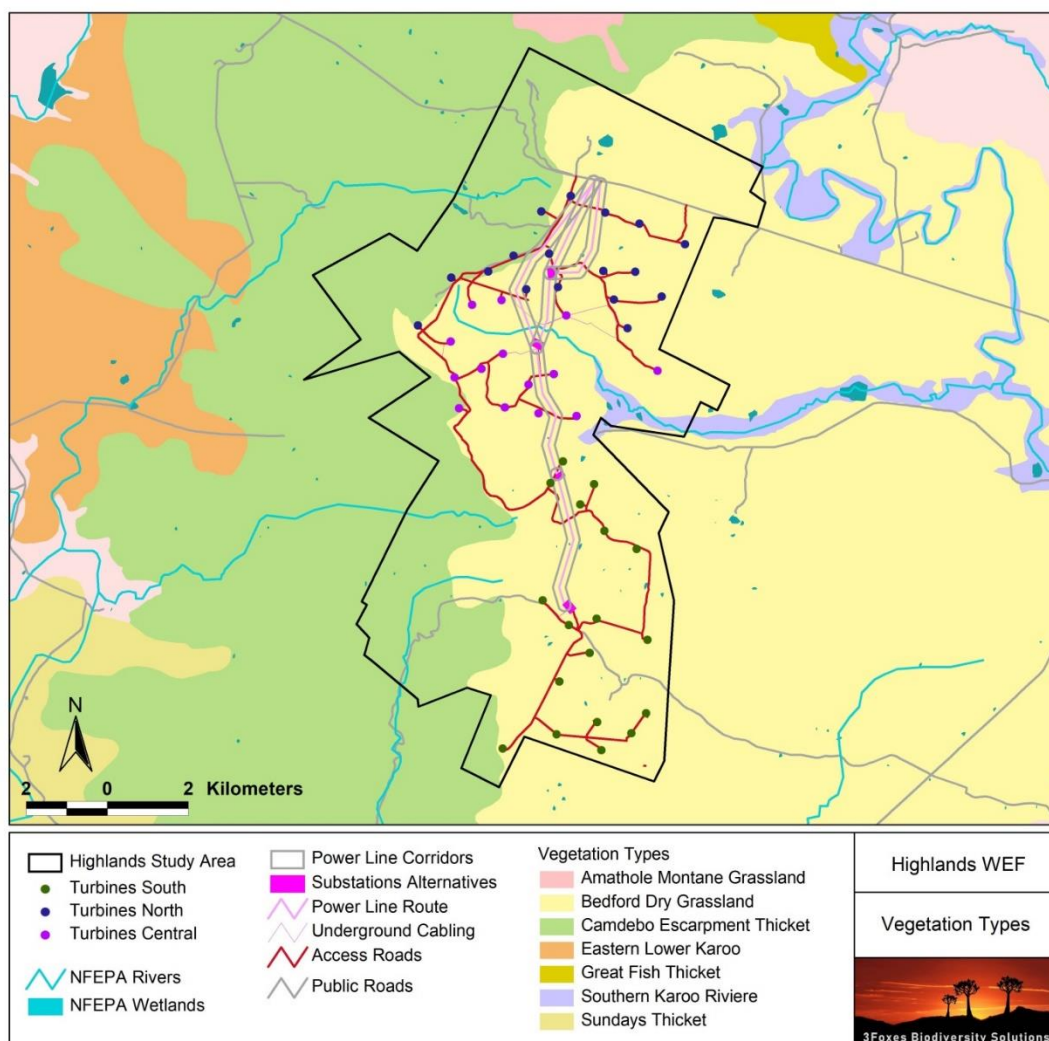 N
2 0 2 Kilometers
Highlands Study Area
Turbines South
Turbines North
Turbines Central
NFEPA Rivers
NFEPA Wetlands
Power Line Corridors
Substations Alternatives
Power Line Route
Underground Cabling
Access Roads
Public Roads
Vegetation Types
Amathole Montane Grassland
Bedford Dry Grassland
Camdebo Escarpment Thicket
Eastern Lower Karoo
Great Fish Thicket
Southern Karoo Riviere
Sundays Thicket
Highlands WEF
Vegetation Types
3Foxes Biodiversity Solutions